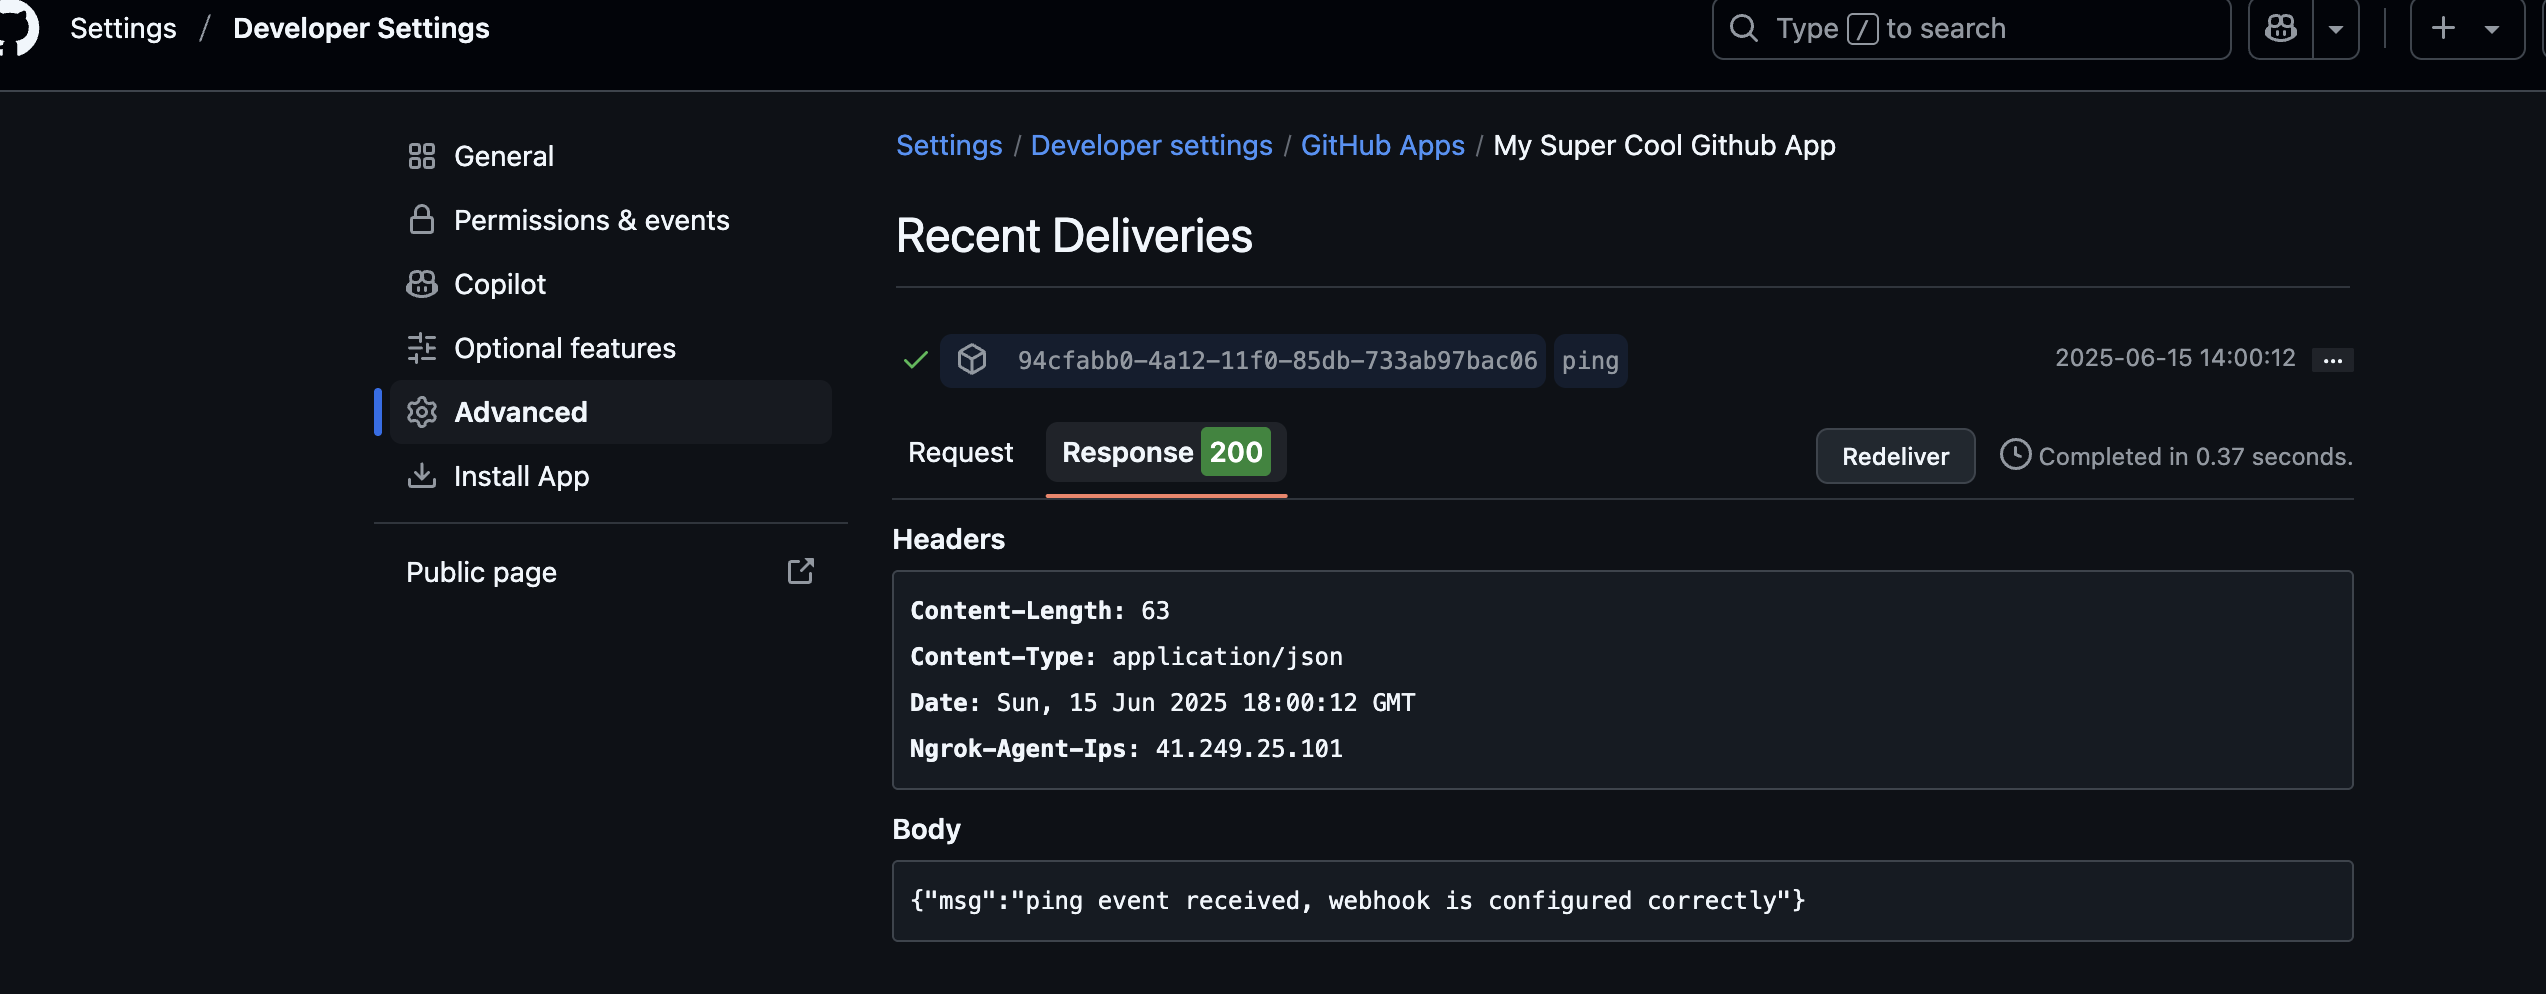 Settings / Developer Settings
Type / to search
General
Permissions & events
Copilot
Optional features
Advanced
Install App
Public page
Settings / Developer settings / GitHub Apps / My Super Cool Github App
Recent Deliveries
94cfabb0-4a12-11f0-85db-733ab97bac06 ping 2025-06-15 14:00:12 ...
Request Response 200 Redeliver Completed in 0.37 seconds.
Headers
Content-Length: 63
Content-Type: application/json
Date: Sun, 15 Jun 2025 18:00:12 GMT
Ngrok-Agent-Ips: 41.249.25.101
Body
{"msg":"ping event received, webhook is configured correctly"}